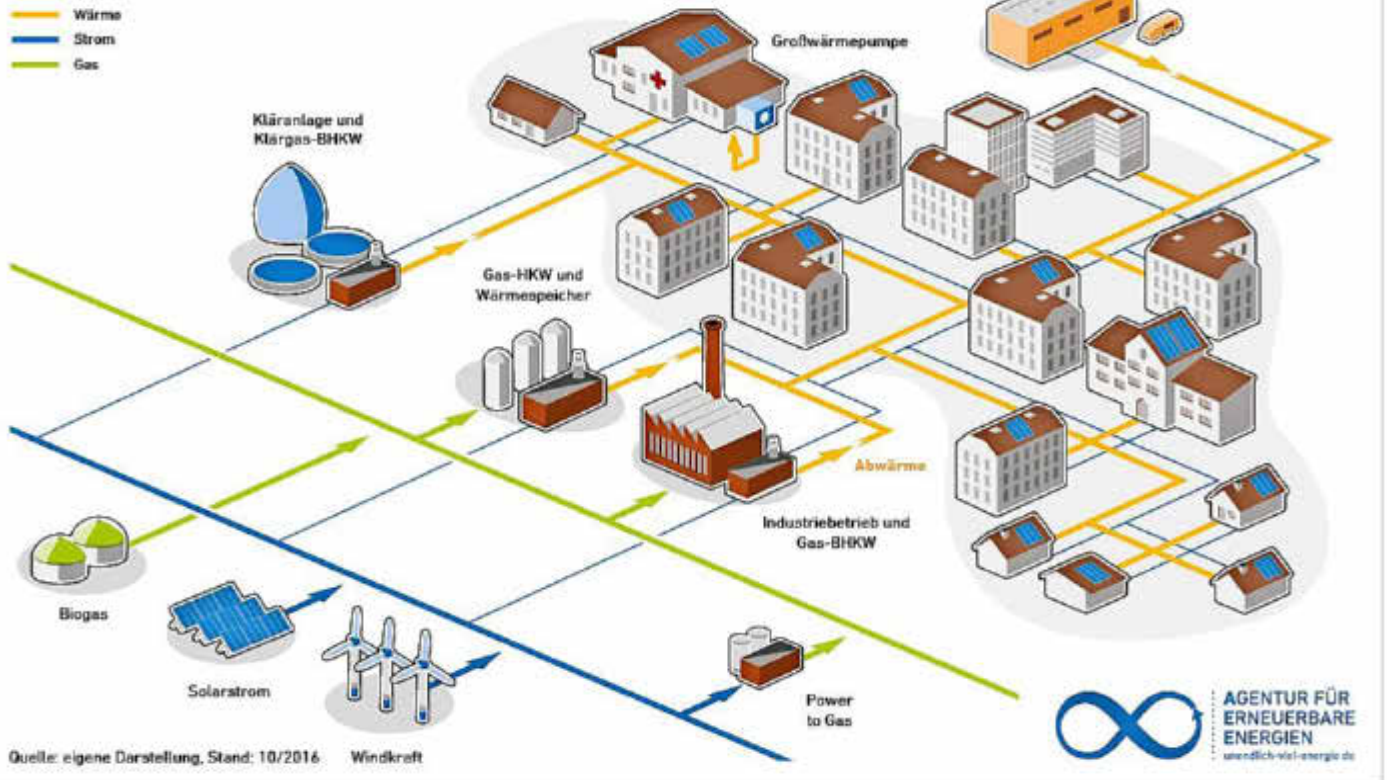 Wärme
Strom
Gas
Großwärmepumpe
Kläranlage und
Klärgas-BHKW
Gas-HKW und
Wärmespeicher
Abwärme
Industriebetrieb und
Gas-BHKW
Biogas
Solarstrom
Windkraft
Power
to Gas
AGENTUR FÜR
ERNEUERBARE
ENERGIEN
unendlich-viel-energie.de
Quelle: eigene Darstellung, Stand: 10/2016